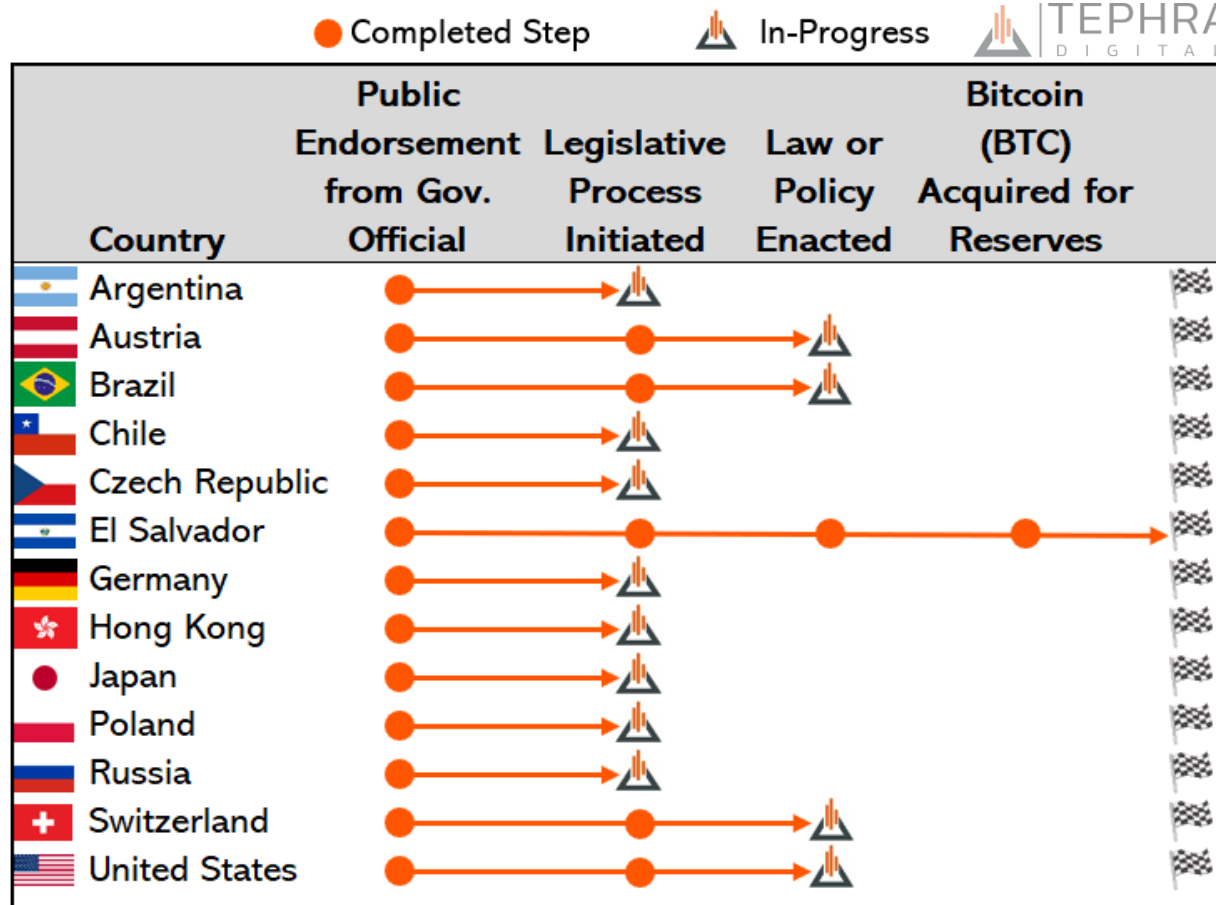 Completed Step In-Progress
TEPHRA
DIGITAL
Public
Endorsement
from Gov.
Official
Legislative
Process
Initiated
Law or
Policy
Enacted
Bitcoin
(BTC)
Acquired for
Reserves
Country
Argentina
Austria
Brazil
Chile
Czech Republic
El Salvador
Germany
Hong Kong
Japan
Poland
Russia
Switzerland
United States